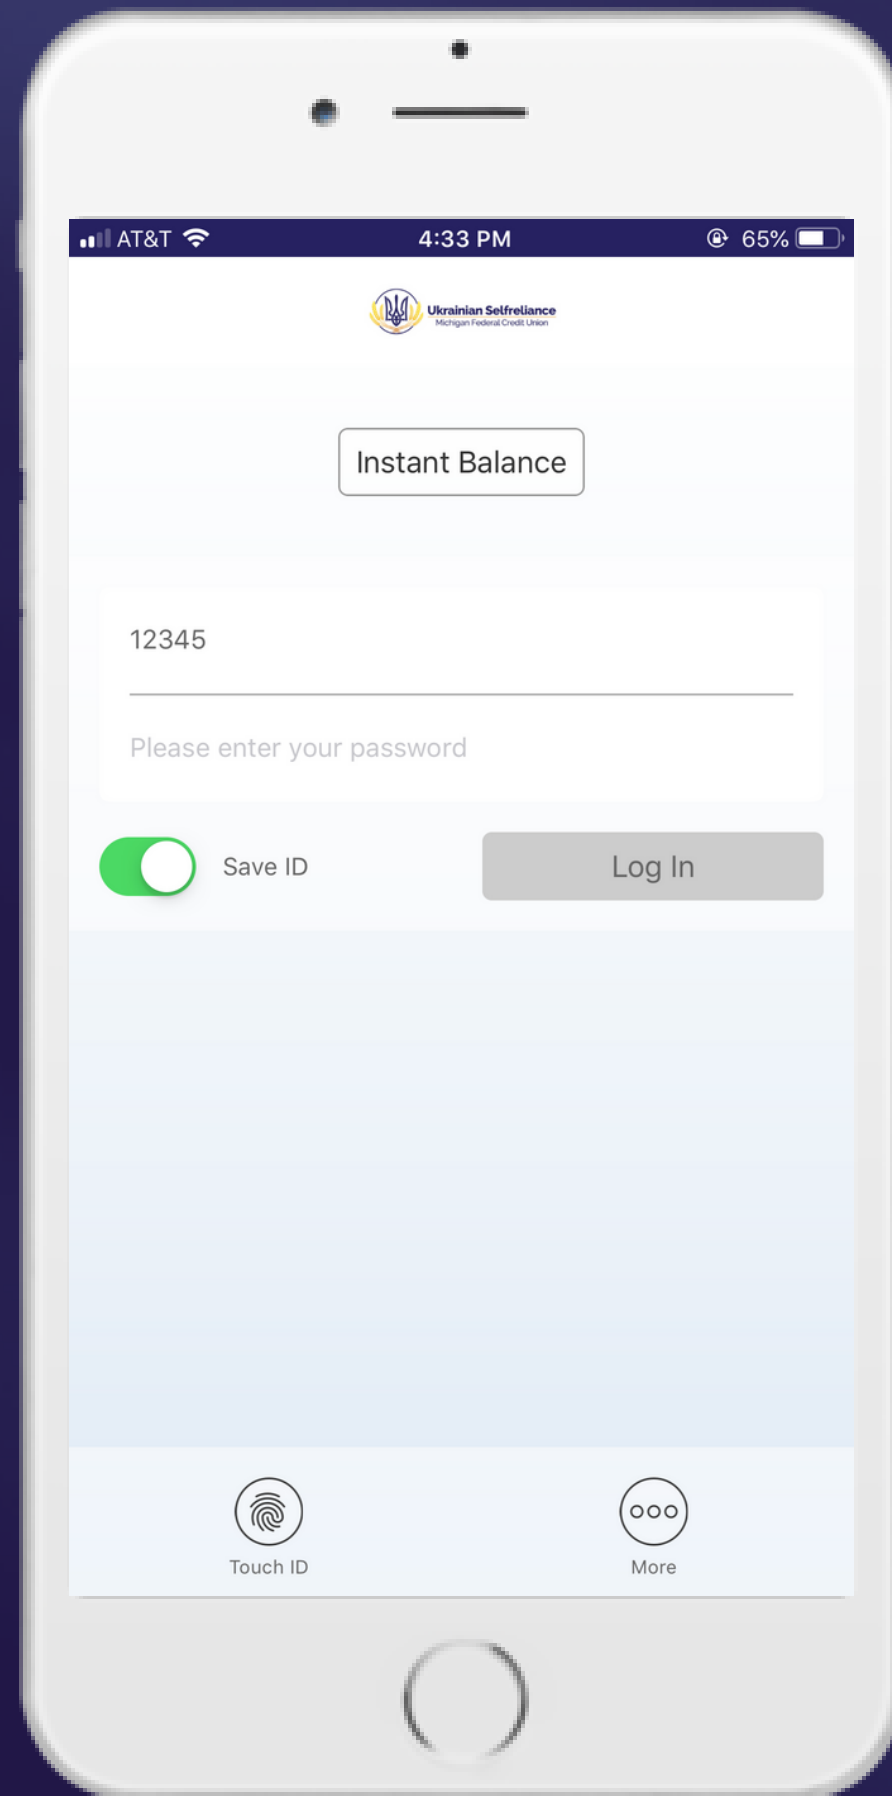 AT&T 4:33 PM 65%
Ukrainian Selfreliance
Michigan Federal Credit Union
Instant Balance
12345
Please enter your password
Save ID Log In
Touch ID More